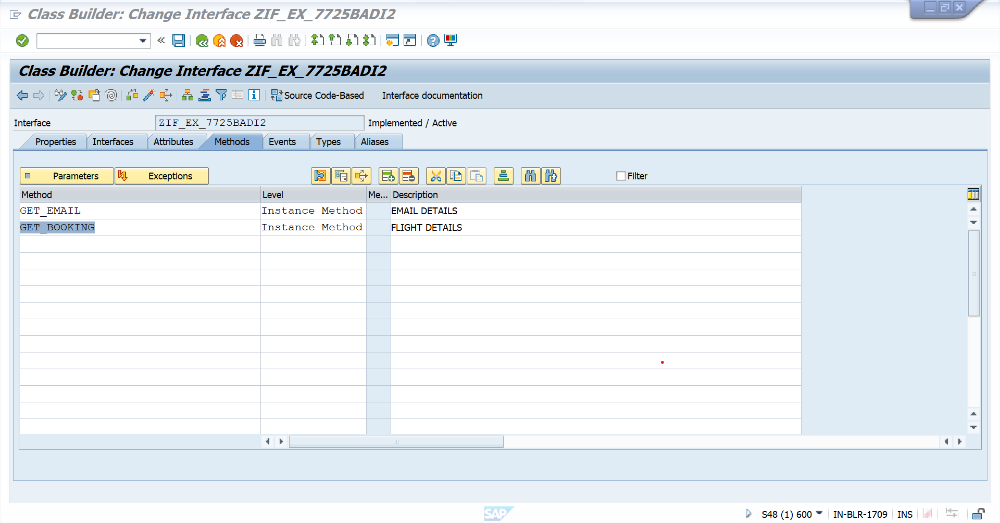 Class Builder: Change Interface ZIF_EX_7725BADI2
Class Builder: Change Interface ZIF_EX_7725BADI2
Source Code-Based Interface documentation
Interface ZIF_EX_7725BADI2 Implemented / Active
Properties Interfaces Attributes Methods Events Types Aliases
Parameters Exceptions Filter
Method Level Me... Description
GET_EMAIL Instance Method EMAIL DETAILS
GET_BOOKING Instance Method FLIGHT DETAILS
SAP S48 (1) 600 IN-BLR-1709 INS